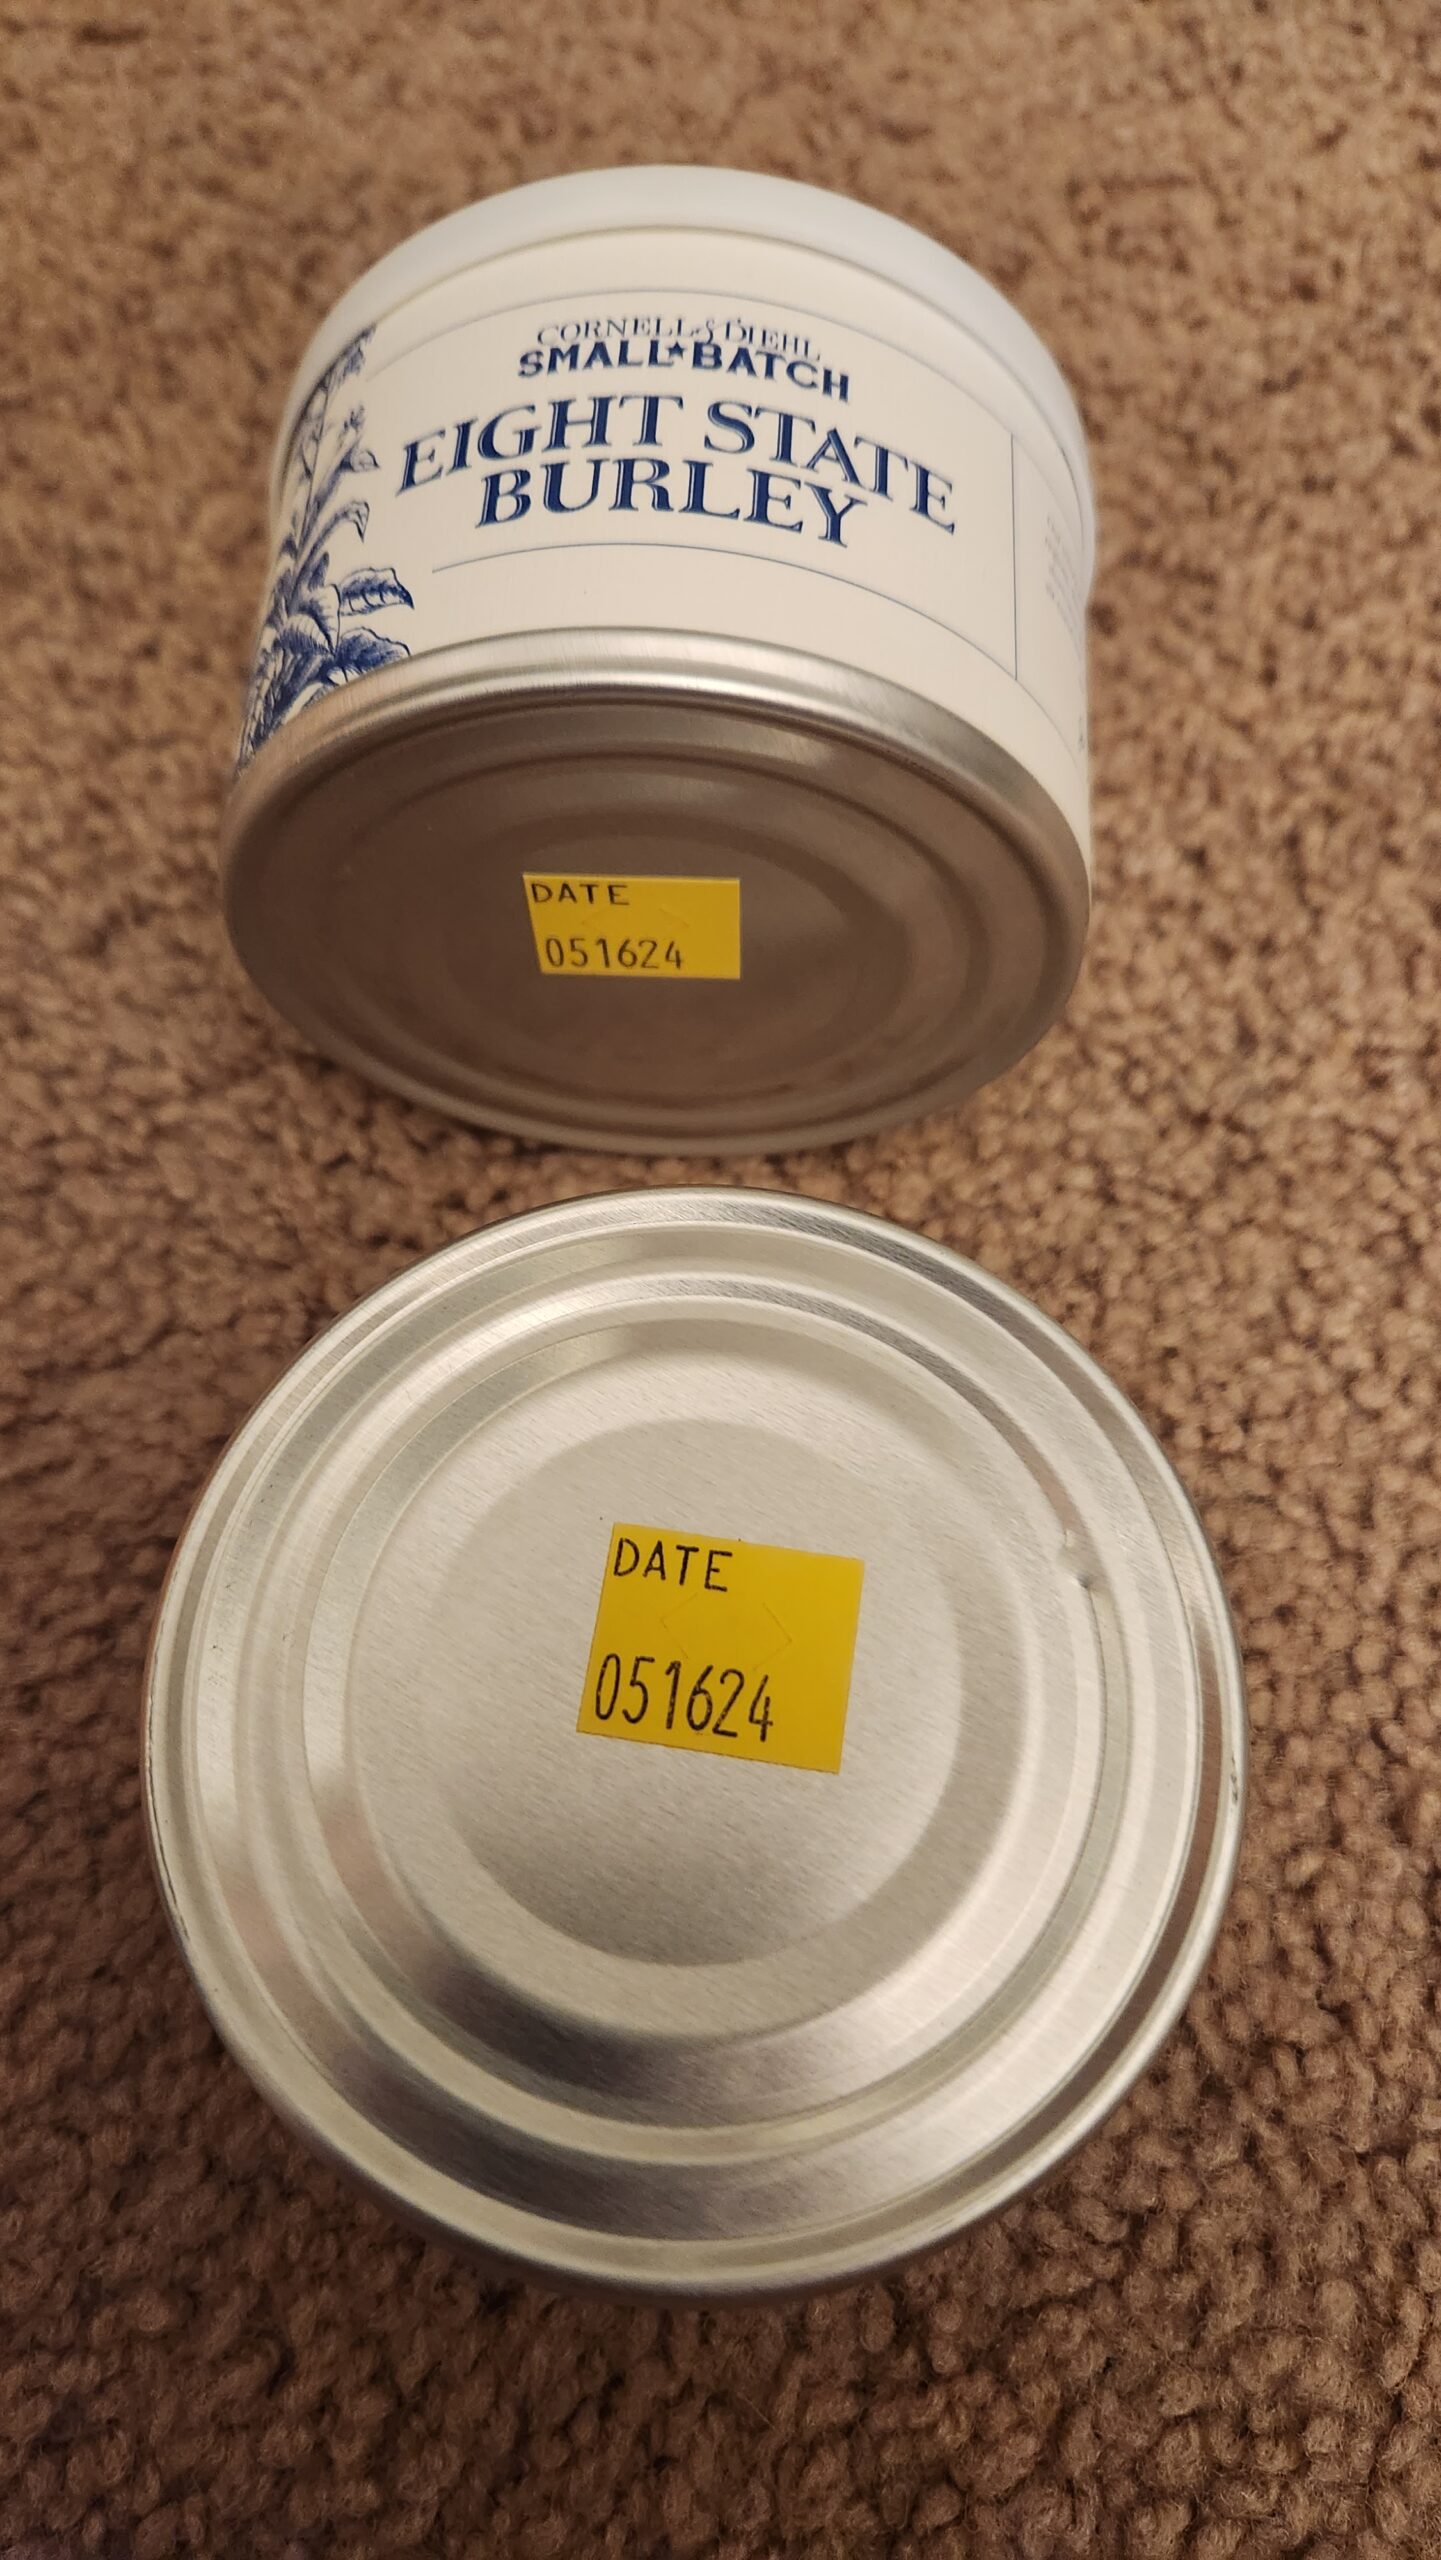 CORNELL & DIEHL
SMALL★BATCH
EIGHT STATE
BURLEY
DATE
051624
DATE
051624